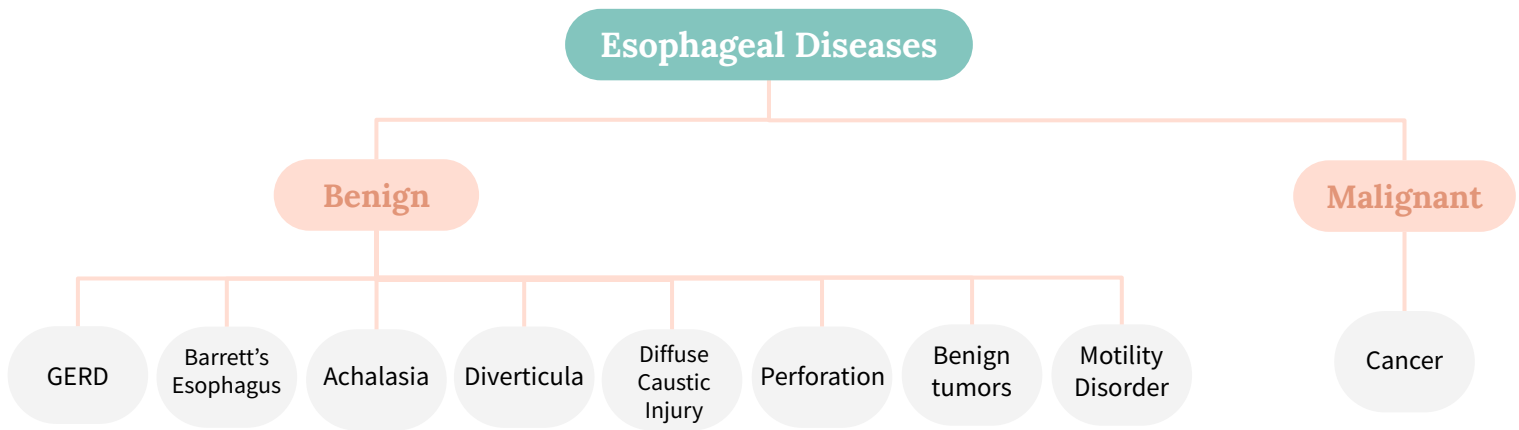 Esophageal Diseases
Benign
Malignant
GERD
Barrett’s
Esophagus
Achalasia
Diverticula
Diffuse
Caustic
Injury
Perforation
Benign
tumors
Motility
Disorder
Cancer